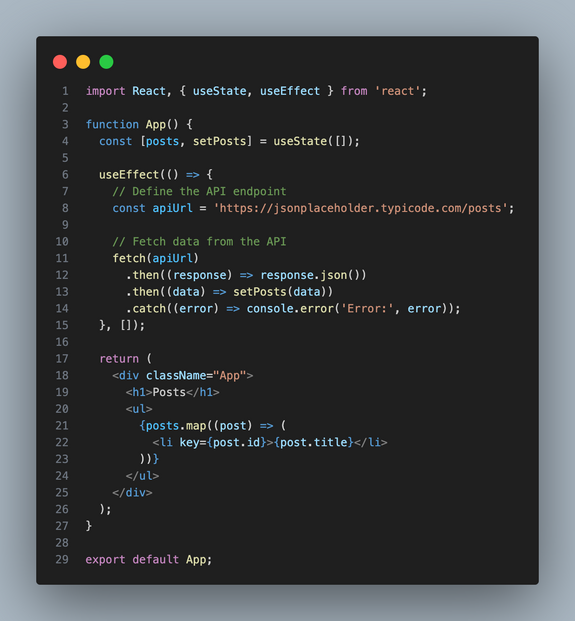 1 import React, { useState, useEffect } from 'react';
2
3 function App() {
4   const [posts, setPosts] = useState([]);
5
6   useEffect(() => {
7     // Define the API endpoint
8     const apiUrl = 'https://jsonplaceholder.typicode.com/posts';
9
10     // Fetch data from the API
11     fetch(apiUrl)
12       .then((response) => response.json())
13       .then((data) => setPosts(data))
14       .catch((error) => console.error('Error:', error));
15   }, []);
16
17   return (
18     <div className="App">
19       <h1>Posts</h1>
20       <ul>
21         {posts.map((post) => (
22           <li key={post.id}>{post.title}</li>
23         ))}
24       </ul>
25     </div>
26   );
27 }
28
29 export default App;